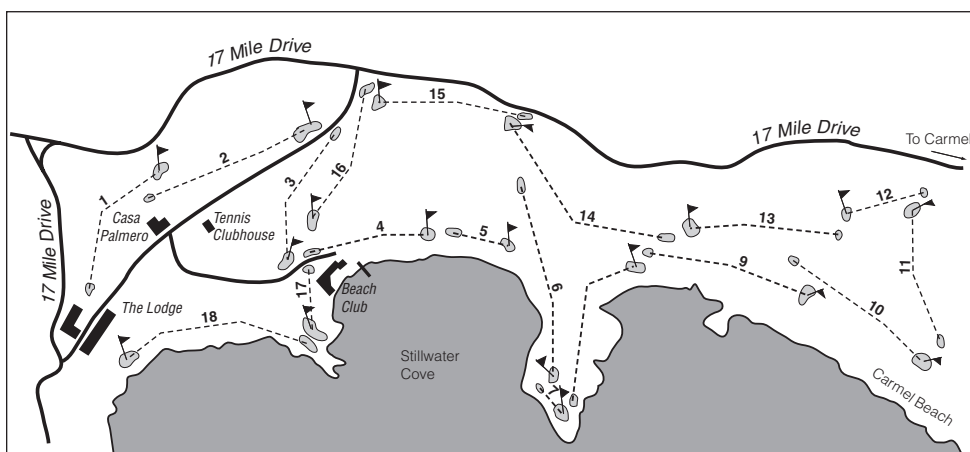 17 Mile Drive
17 Mile Drive
To Carmel
17 Mile Drive
15
2
16
3
1
12
Casa
Palmero
Tennis
Clubhouse
4
5
14
13
9
11
6
10
17
Beach
Club
The Lodge
18
Stillwater
Cove
7
Carmel Beach